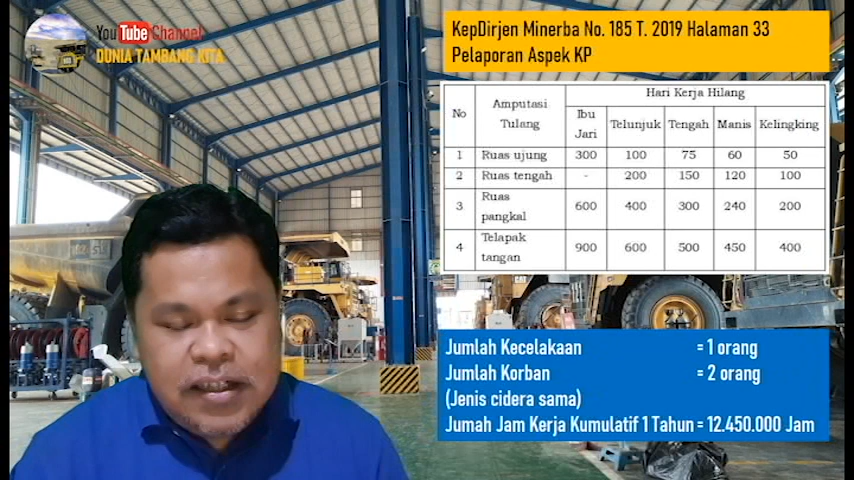 YouTube Channel
DUNIA TAMBANG KITA
KepDirjen Minerba No. 185 T. 2019 Halaman 33
Pelaporan Aspek KP
No Amputasi Tulang Hari Kerja Hilang
Ibu Jari Telunjuk Tengah Manis Kelingking
1 Ruas ujung 300 100 75 60 50
2 Ruas tengah - 200 150 120 100
3 Ruas pangkal 600 400 300 240 200
4 Telapak tangan 900 600 500 450 400
Jumlah Kecelakaan = 1 orang
Jumlah Korban = 2 orang
(Jenis cidera sama)
Jumah Jam Kerja Kumulatif 1 Tahun = 12.450.000 Jam